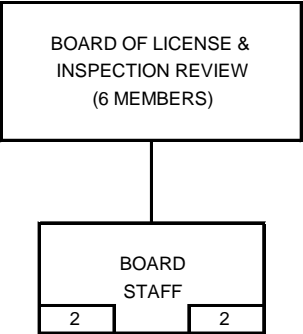 BOARD OF LICENSE &
INSPECTION REVIEW
(6 MEMBERS)
BOARD
STAFF
2 2